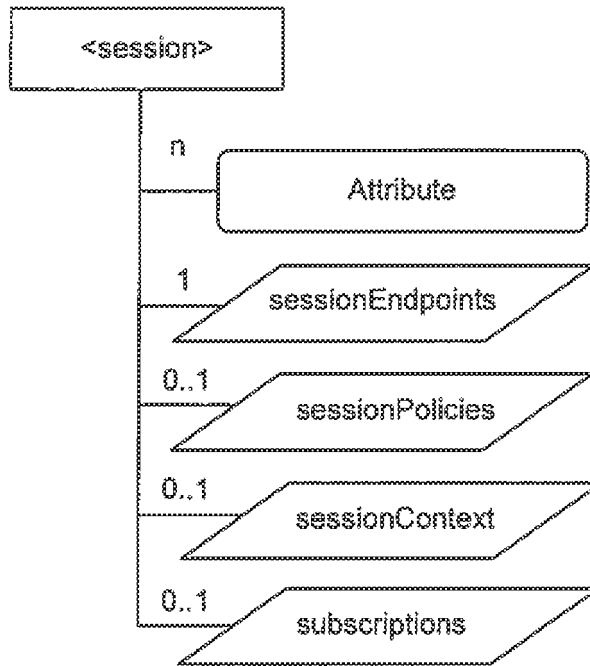 <session>
n
Attribute
1
sessionEndpoints
0..1
sessionPolicies
0..1
sessionContext
0..1
subscriptions